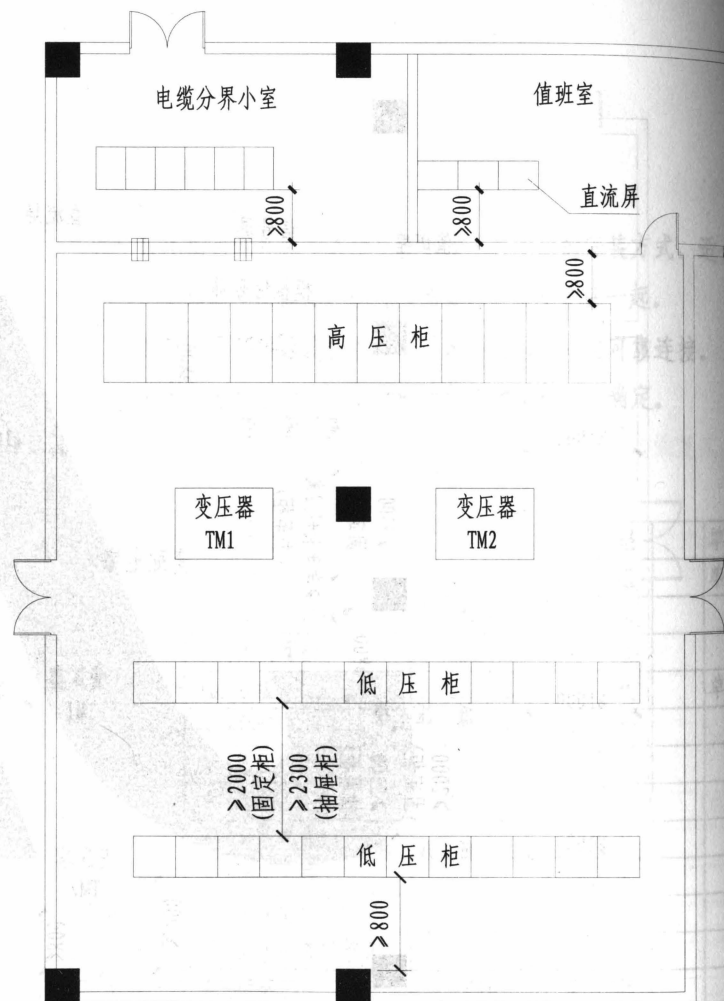 电缆分界小室
值班室
直流屏
≥800
≥800
≥800
高压柜
变压器
TM1
变压器
TM2
低压柜
≥2000
(固定柜)
≥2300
(抽屉柜)
低压柜
≥800